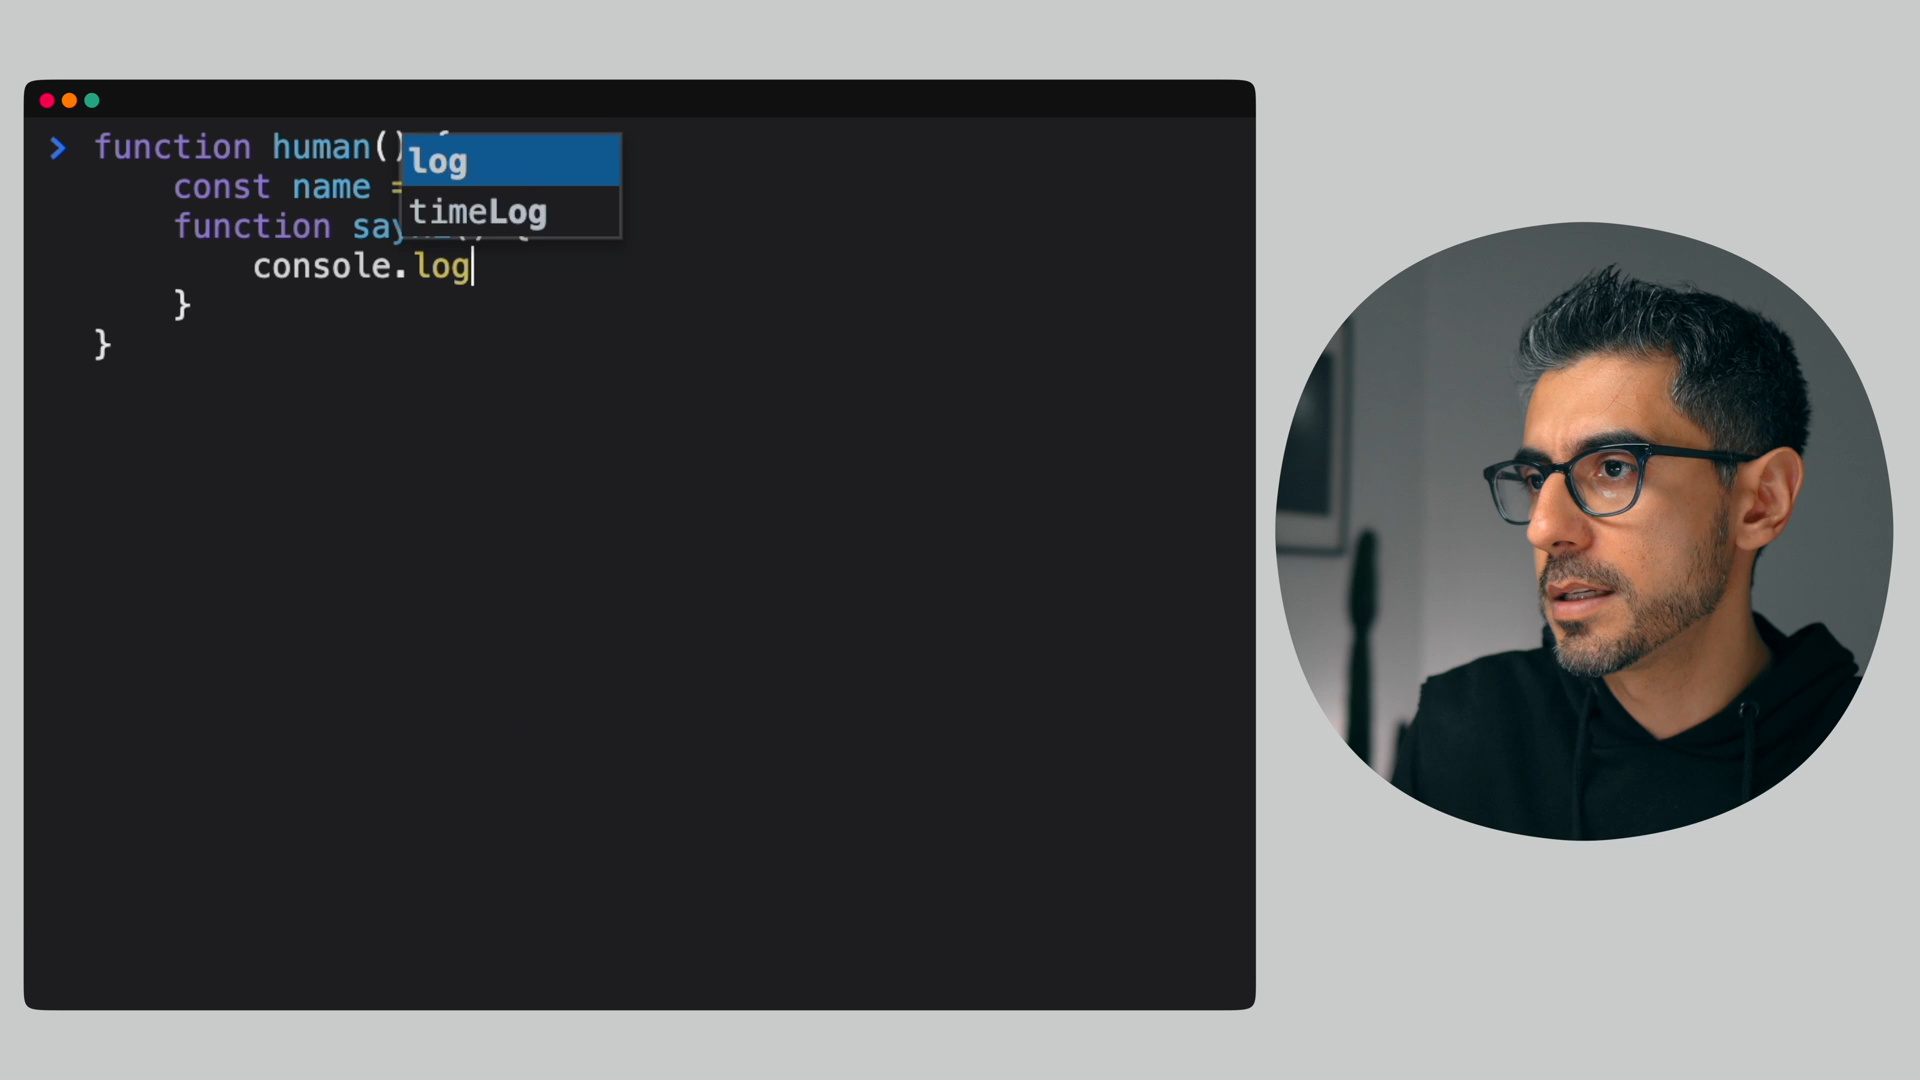 > function human() {
log
const name =
timeLog
function say
console.log
}
}